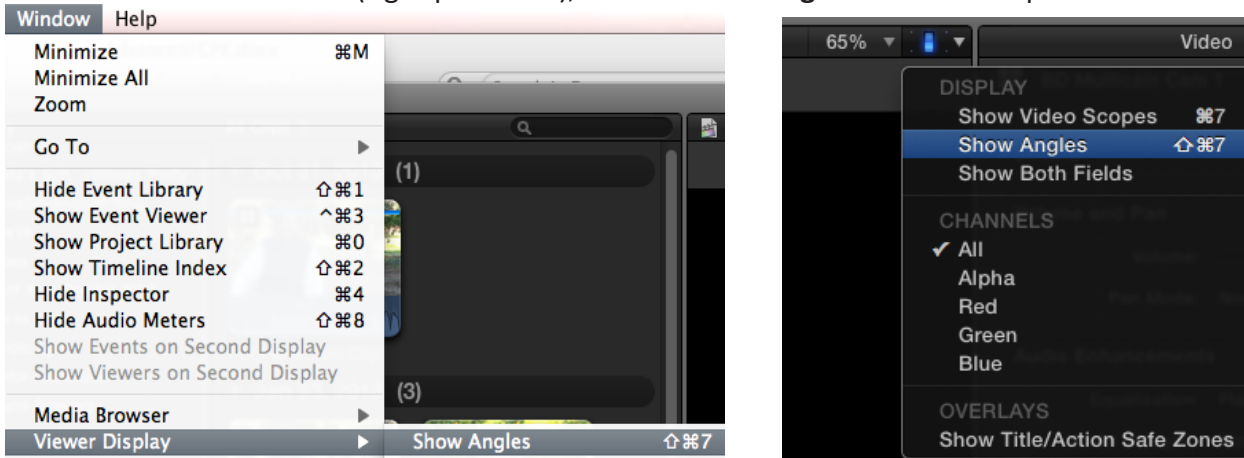 Window Help
Minimize ⌘M
Minimize All
Zoom
Go To ▶
Hide Event Library ⇧⌘1
Show Event Viewer ^⌘3
Show Project Library ⌘0
Show Timeline Index ⇧⌘2
Hide Inspector ⌘4
Hide Audio Meters ⇧⌘8
Show Events on Second Display
Show Viewers on Second Display
Media Browser ▶
Viewer Display ▶ Show Angles ⇧⌘7
(1)
(3)
65% ▼ ▼ Video
DISPLAY
Show Video Scopes ⌘7
Show Angles ⇧⌘7
Show Both Fields
CHANNELS
✓ All
Alpha
Red
Green
Blue
OVERLAYS
Show Title/Action Safe Zones